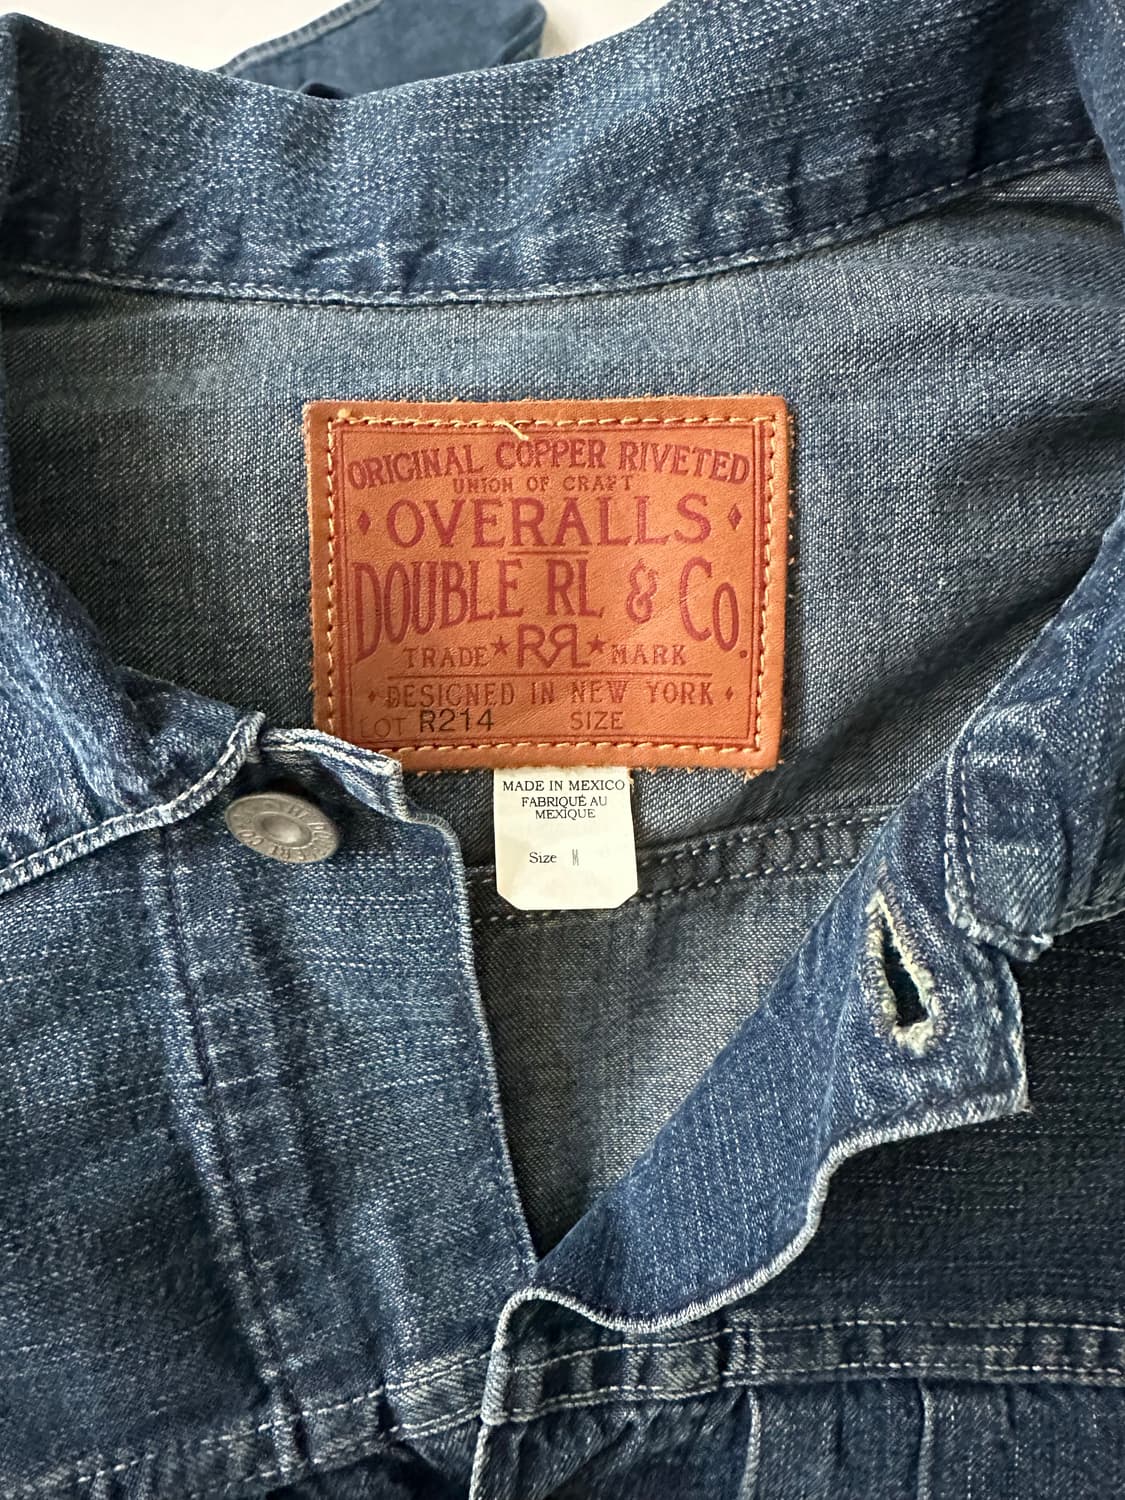 ORIGINAL COPPER RIVETED
UNION OF CRAFT
OVERALLS
DOUBLE RL & Co.
TRADE ★ RRL ★ MARK
DESIGNED IN NEW YORK
LOT R214 SIZE
MADE IN MEXICO
FABRIQUÉ AU
MEXIQUE
Size M